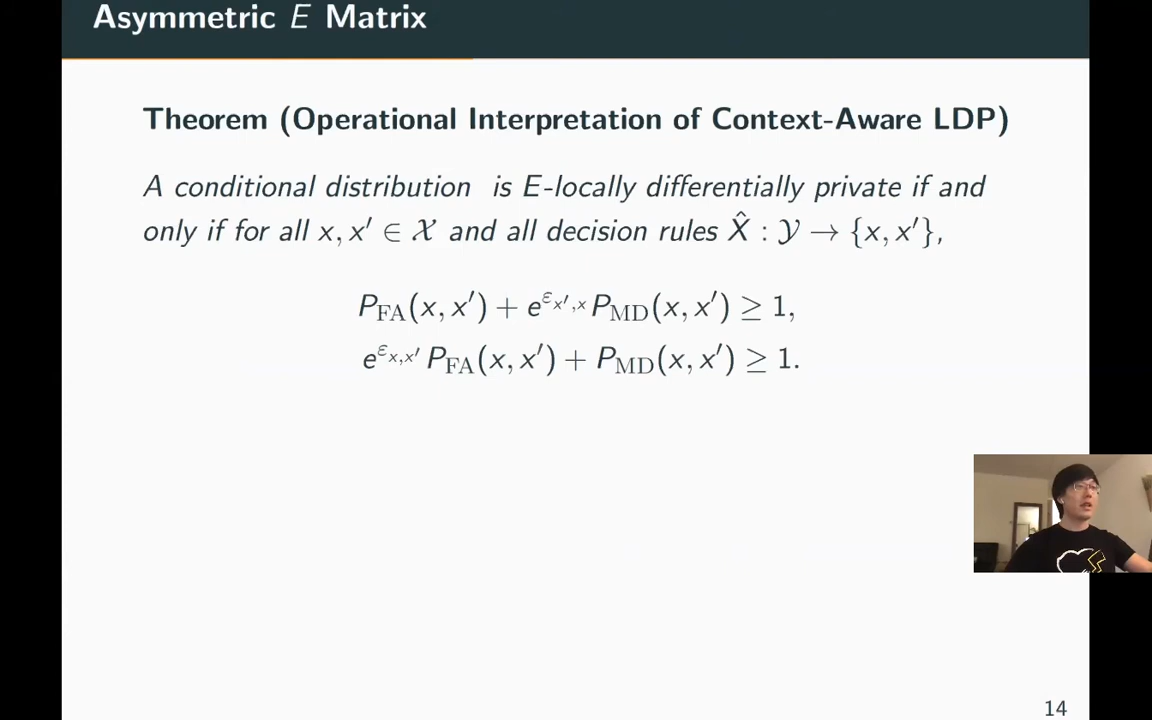 Asymmetric E Matrix
Theorem (Operational Interpretation of Context-Aware LDP)
A conditional distribution is E-locally differentially private if and
only if for all x, x′ ∈ 𝒳 and all decision rules X̂ : 𝒴 → {x, x′},
P_FA(x, x′) + e^{ε_{x′,x}} P_MD(x, x′) ≥ 1,
e^{ε_{x,x′}} P_FA(x, x′) + P_MD(x, x′) ≥ 1.
14